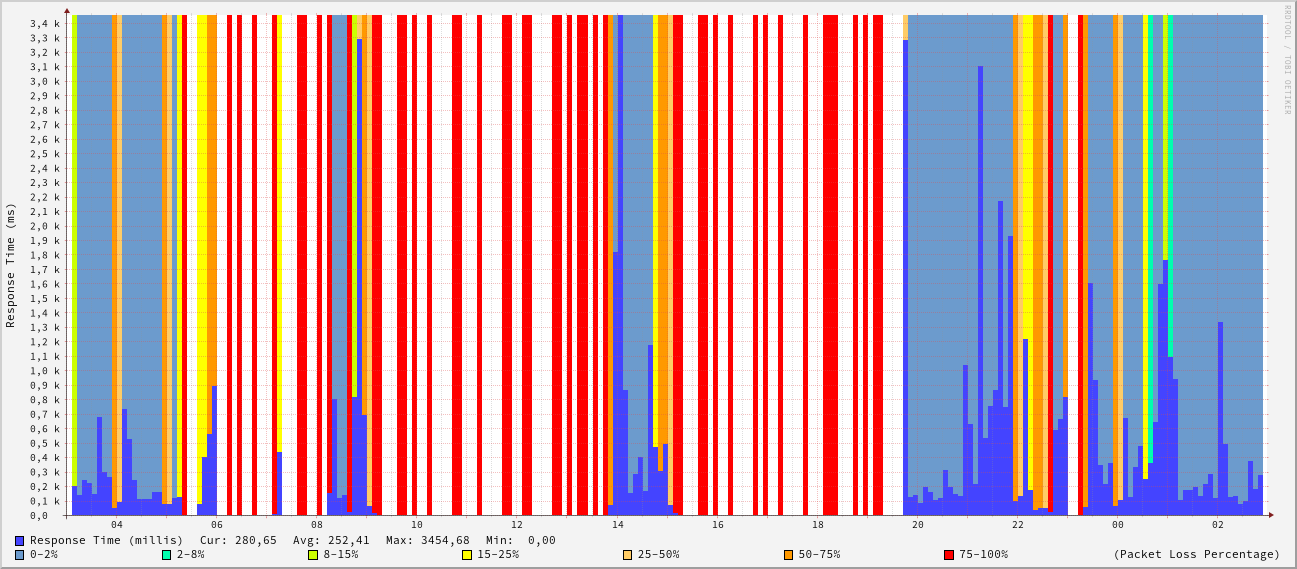 RRDTOOL / TOBI OETIKER
Response Time (ms)
3,4 k
3,3 k
3,2 k
3,1 k
3,0 k
2,9 k
2,8 k
2,7 k
2,6 k
2,5 k
2,4 k
2,3 k
2,2 k
2,1 k
2,0 k
1,9 k
1,8 k
1,7 k
1,6 k
1,5 k
1,4 k
1,3 k
1,2 k
1,1 k
1,0 k
0,9 k
0,8 k
0,7 k
0,6 k
0,5 k
0,4 k
0,3 k
0,2 k
0,1 k
0,0
04 06 08 10 12 14 16 18 20 22 00 02
Response Time (millis) Cur: 280,65 Avg: 252,41 Max: 3454,68 Min: 0,00
0-2% 2-8% 8-15% 15-25% 25-50% 50-75% 75-100% (Packet Loss Percentage)